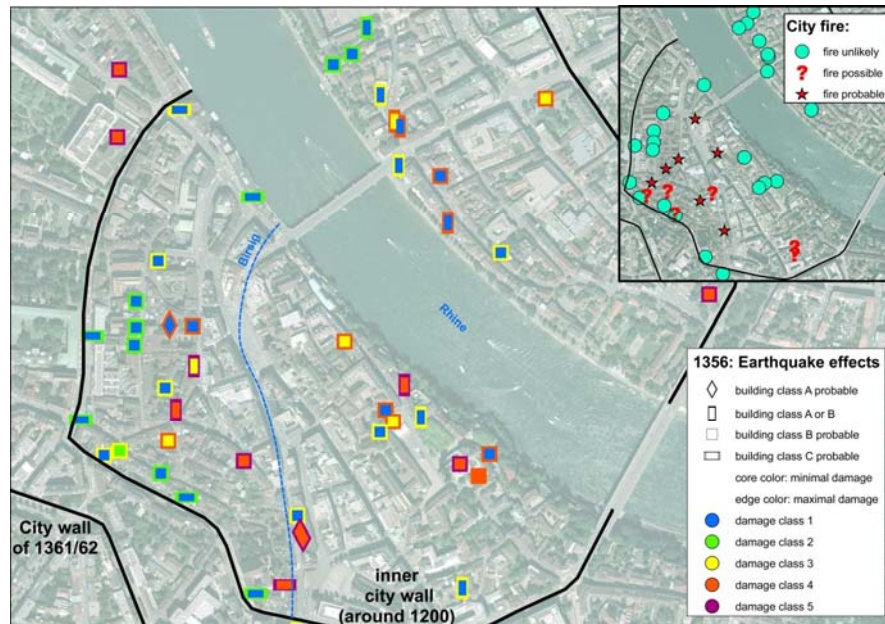 City fire:
fire unlikely
? fire possible
fire probable
Birsig
Rhine
1356: Earthquake effects
building class A probable
building class A or B
building class B probable
building class C probable
core color: minimal damage
edge color: maximal damage
damage class 1
damage class 2
damage class 3
damage class 4
damage class 5
City wall
of 1361/62
inner
city wall
(around 1200)